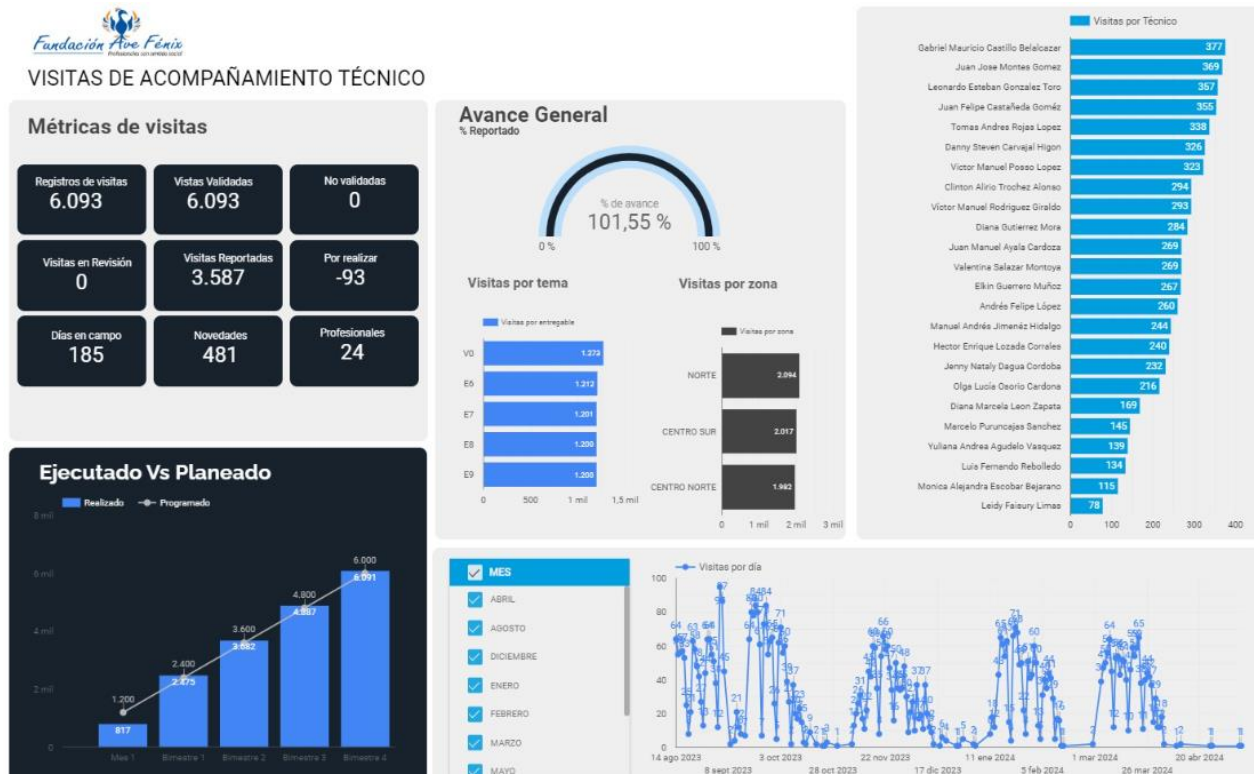 Fundación Ave Fénix
Profesionales con sentido social
VISITAS DE ACOMPAÑAMIENTO TÉCNICO
Métricas de visitas
Registros de visitas
6.093
Vistas Validadas
6.093
No validadas
0
Visitas en Revisión
0
Visitas Reportadas
3.587
Por realizar
-93
Días en campo
185
Novedades
481
Profesionales
24
Avance General
% Reportado
% de avance
101,55 %
0 %
100 %
Visitas por tema
Visitas por entregable
V0 1.273
E6 1.212
E7 1.201
E8 1.200
E9 1.200
0 500 1 mil 1,5 mil
Visitas por zona
Visitas por zona
NORTE 2.094
CENTRO SUR 2.017
CENTRO NORTE 1.982
0 1 mil 2 mil 3 mil
Visitas por Técnico
Gabriel Mauricio Castillo Belalcazar 377
Juan Jose Montes Gomez 369
Leonardo Esteban Gonzalez Toro 357
Juan Felipe Castañeda Goméz 355
Tomas Andres Rojas Lopez 338
Danny Steven Carvajal Higon 326
Victor Manuel Posso Lopez 323
Clinton Alirio Trochez Alonso 294
Víctor Manuel Rodriguez Giraldo 293
Diana Gutierrez Mora 284
Juan Manuel Ayala Cardoza 269
Valentina Salazar Montoya 269
Elkin Guerrero Muñoz 267
Andrés Felipe López 260
Manuel Andrés Jimenéz Hidalgo 244
Hector Enrique Lozada Corrales 240
Jenny Nataly Dagua Cordoba 232
Olga Lucía Osorio Cardona 216
Diana Marcela Leon Zapata 169
Marcelo Puruncajas Sanchez 145
Yuliana Andrea Agudelo Vasquez 139
Luis Fernando Rebolledo 134
Monica Alejandra Escobar Bejarano 115
Leidy Faisury Limas 78
0 100 200 300 400
Ejecutado Vs Planeado
Realizado Programado
8 mil
6 mil
4 mil
2 mil
0
1.200
817
2.400
2.475
3.600
3.682
4.800
4.887
6.000
6.091
Mes 1 Bimestre 1 Bimestre 2 Bimestre 3 Bimestre 4
MES
ABRIL
AGOSTO
DICIEMBRE
ENERO
FEBRERO
MARZO
MAYO
Visitas por día
100
80
60
40
20
0
14 ago 2023
8 sept 2023
3 oct 2023
28 oct 2023
22 nov 2023
17 dic 2023
11 ene 2024
5 feb 2024
1 mar 2024
26 mar 2024
20 abr 2024